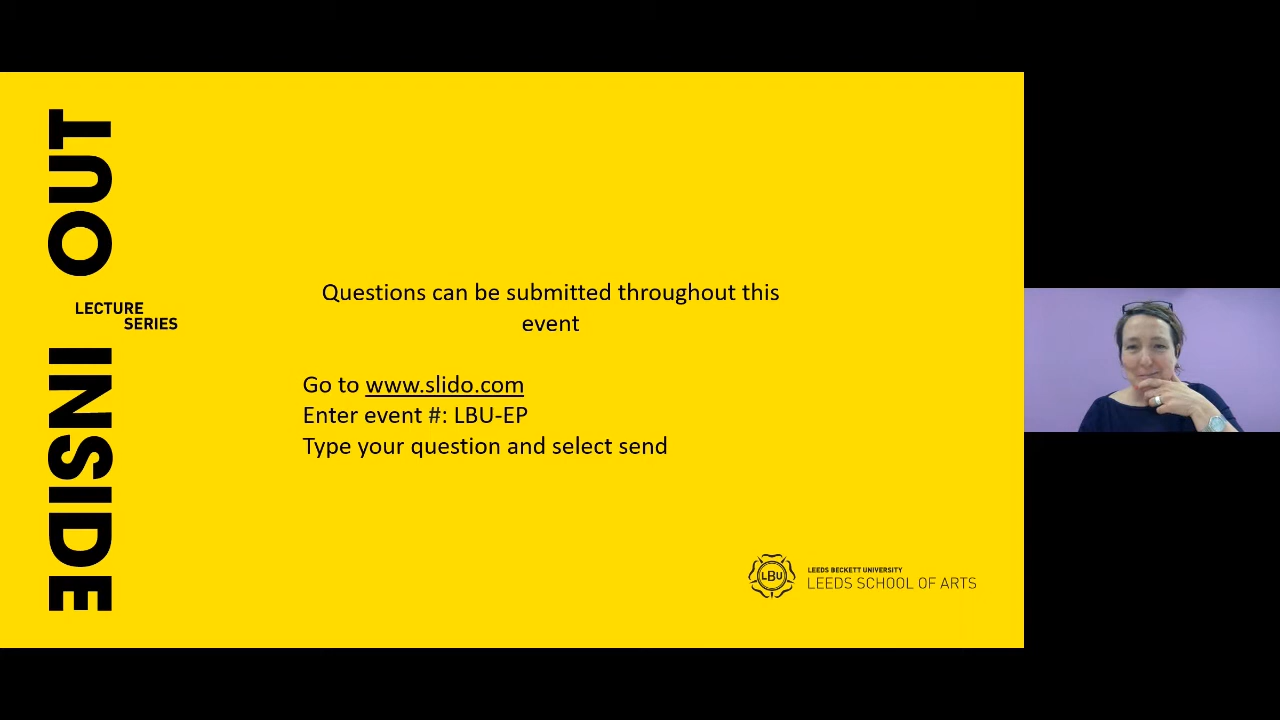 INSIDE OUT
LECTURE
SERIES
Questions can be submitted throughout this
event
Go to www.slido.com
Enter event #: LBU-EP
Type your question and select send
LBU
LEEDS BECKETT UNIVERSITY
LEEDS SCHOOL OF ARTS